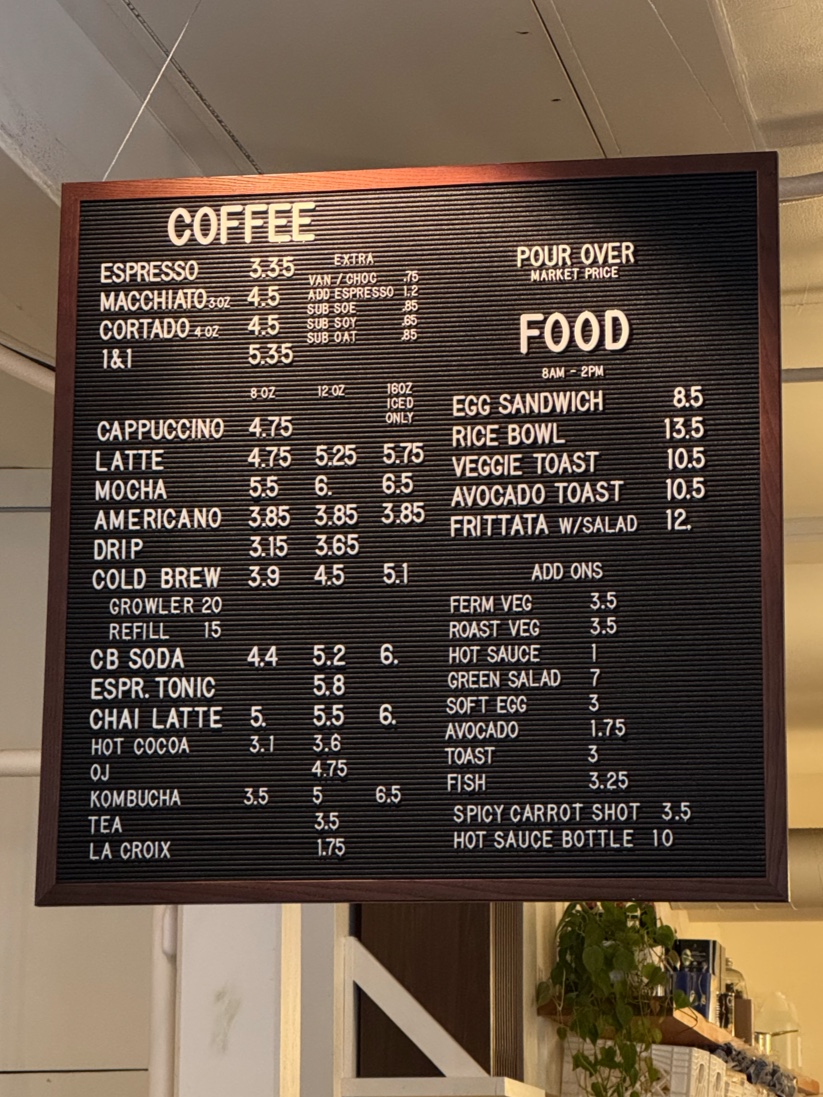 COFFEE
ESPRESSO 3.35
MACCHIATO 3 OZ 4.5
CORTADO 4 OZ 4.5
1&1 5.35
EXTRA
VAN / CHOC .75
ADD ESPRESSO 1.2
SUB SOE .85
SUB SOY .65
SUB OAT .85
8 OZ 12 OZ 16OZ
ICED
ONLY
CAPPUCCINO 4.75
LATTE 4.75 5.25 5.75
MOCHA 5.5 6. 6.5
AMERICANO 3.85 3.85 3.85
DRIP 3.15 3.65
COLD BREW 3.9 4.5 5.1
GROWLER 20
REFILL 15
CB SODA 4.4 5.2 6.
ESPR. TONIC 5.8
CHAI LATTE 5. 5.5 6.
HOT COCOA 3.1 3.6
OJ 4.75
KOMBUCHA 3.5 5 6.5
TEA 3.5
LA CROIX 1.75
POUR OVER
MARKET PRICE
FOOD
8AM - 2PM
EGG SANDWICH 8.5
RICE BOWL 13.5
VEGGIE TOAST 10.5
AVOCADO TOAST 10.5
FRITTATA W/SALAD 12.
ADD ONS
FERM VEG 3.5
ROAST VEG 3.5
HOT SAUCE 1
GREEN SALAD 7
SOFT EGG 3
AVOCADO 1.75
TOAST 3
FISH 3.25
SPICY CARROT SHOT 3.5
HOT SAUCE BOTTLE 10